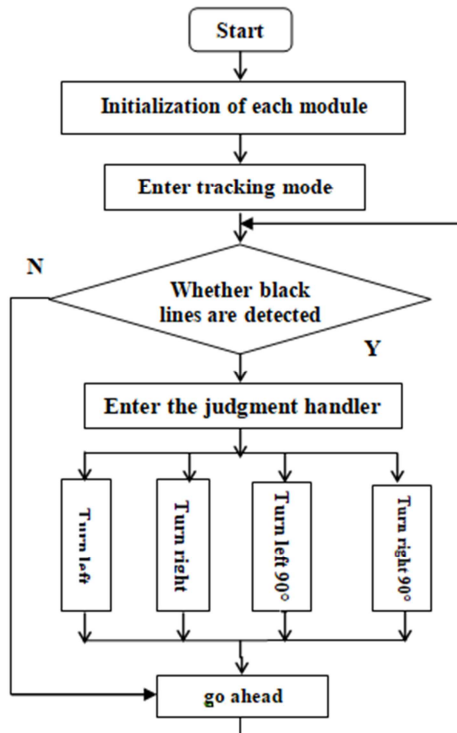 Start
Initialization of each module
Enter tracking mode
N
Whether black
lines are detected
Y
Enter the judgment handler
Turn left
Turn right
Turn left 90°
Turn right 90°
go ahead